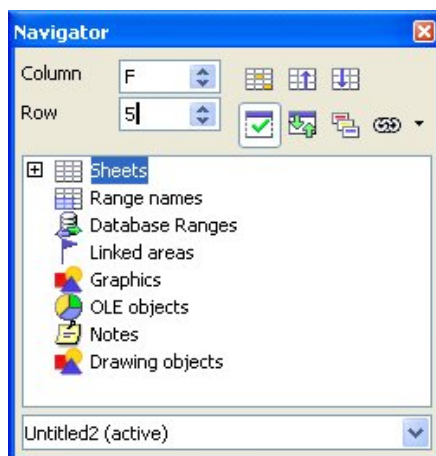 Navigator
Column F
Row 5
Sheets
Range names
Database Ranges
Linked areas
Graphics
OLE objects
Notes
Drawing objects
Untitled2 (active)